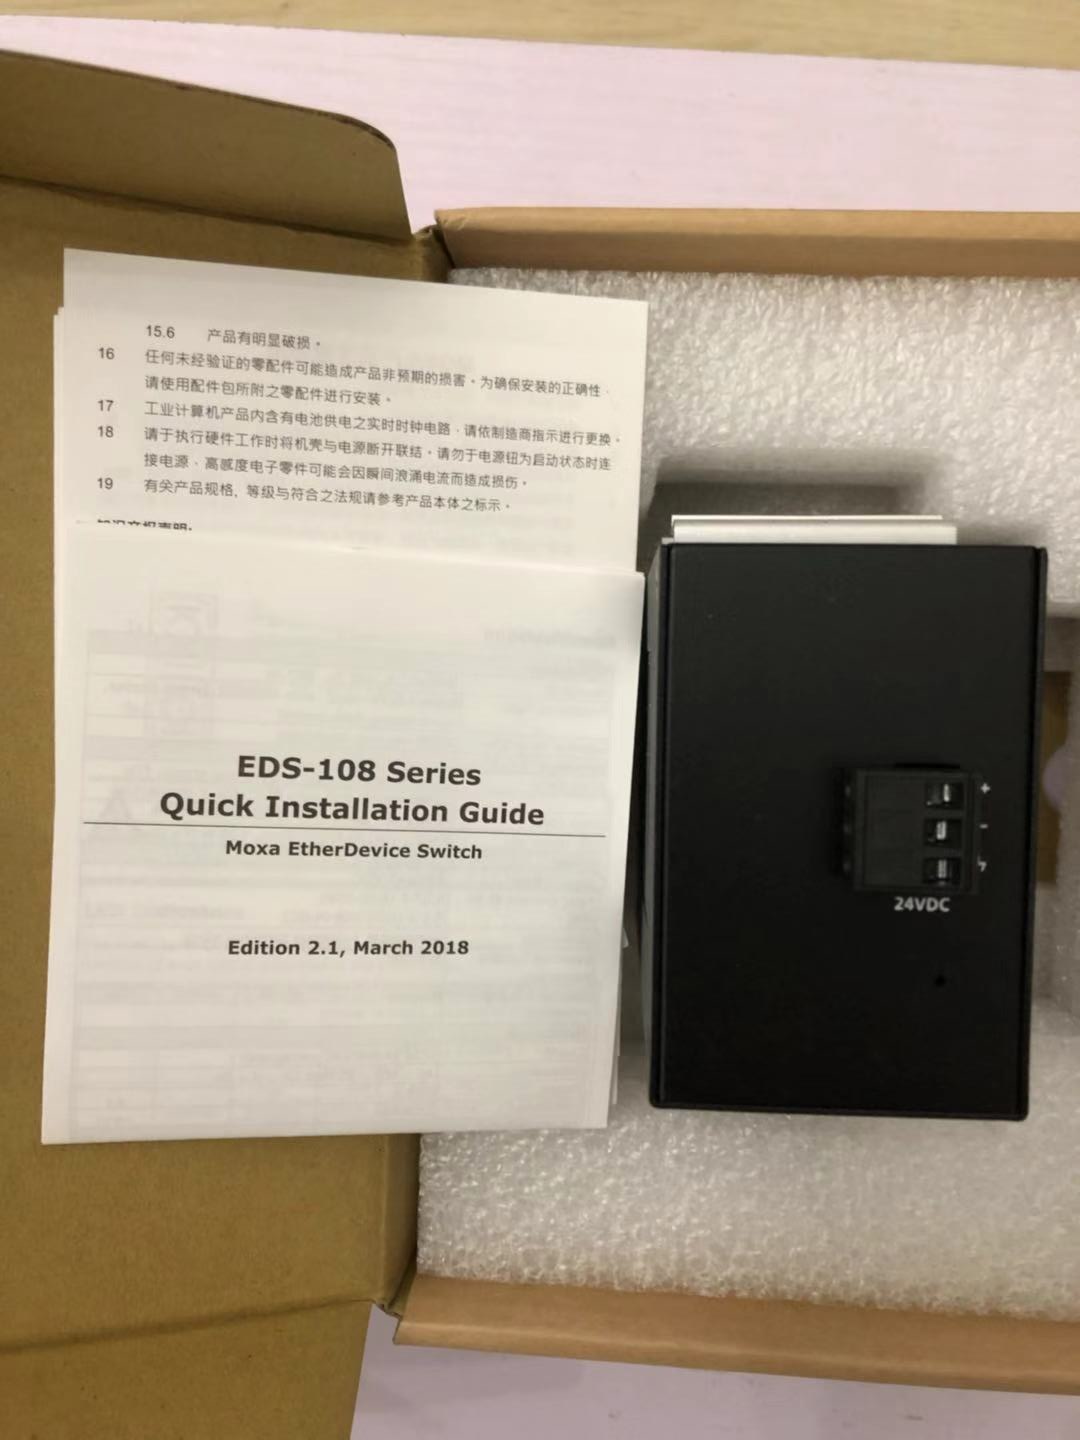 15.6 产品有明显破损。
16 任何未经验证的零配件可能造成产品非预期的损害。为确保安装的正确性，
请使用配件包所附之零配件进行安装。
17 工业计算机产品内含有电池供电之实时时钟电路，请依制造商指示进行更换。
18 请于执行硬件工作时将机壳与电源断开联结。请勿于电源钮为启动状态时连
接电源、高感度电子零件可能会因瞬间浪涌电流而造成损伤。
19 有关产品规格, 等级与符合之法规请参考产品本体之标示。
EDS-108 Series
Quick Installation Guide
Moxa EtherDevice Switch
Edition 2.1, March 2018
+
-
24VDC